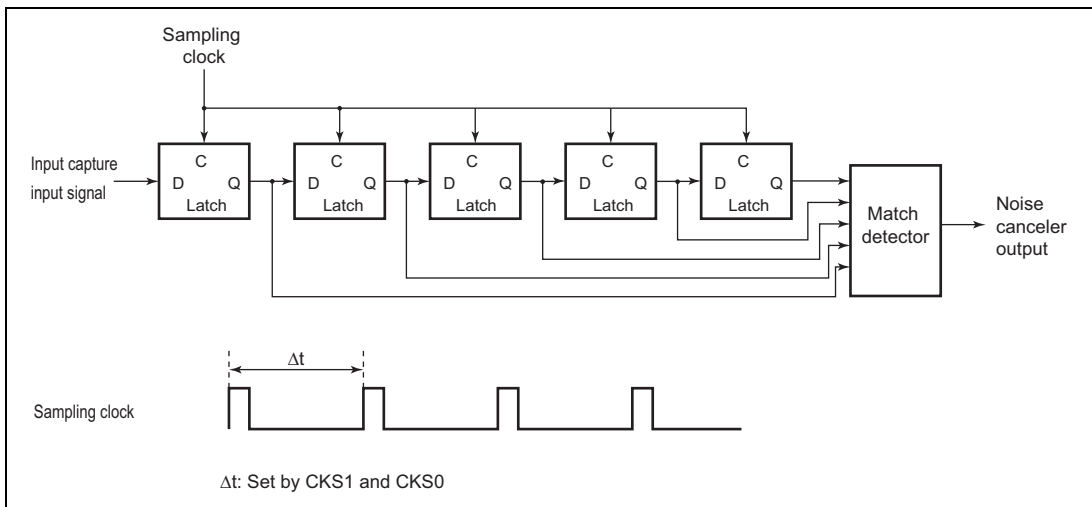 Sampling
clock
Input capture
input signal
C
D Q
Latch
C
D Q
Latch
C
D Q
Latch
C
D Q
Latch
C
D Q
Latch
Match
detector
Noise
canceler
output
Δt
Sampling clock
Δt: Set by CKS1 and CKS0